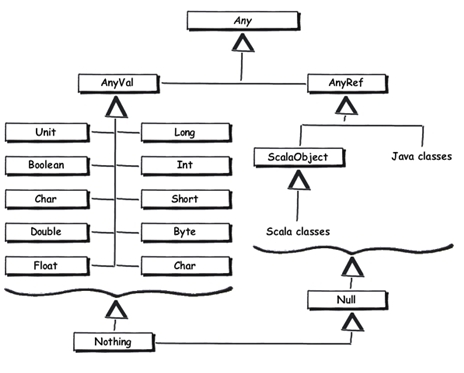 Any
AnyVal
AnyRef
Unit
Long
Boolean
Int
Char
Short
Double
Byte
Float
Char
ScalaObject
Java classes
Scala classes
Null
Nothing